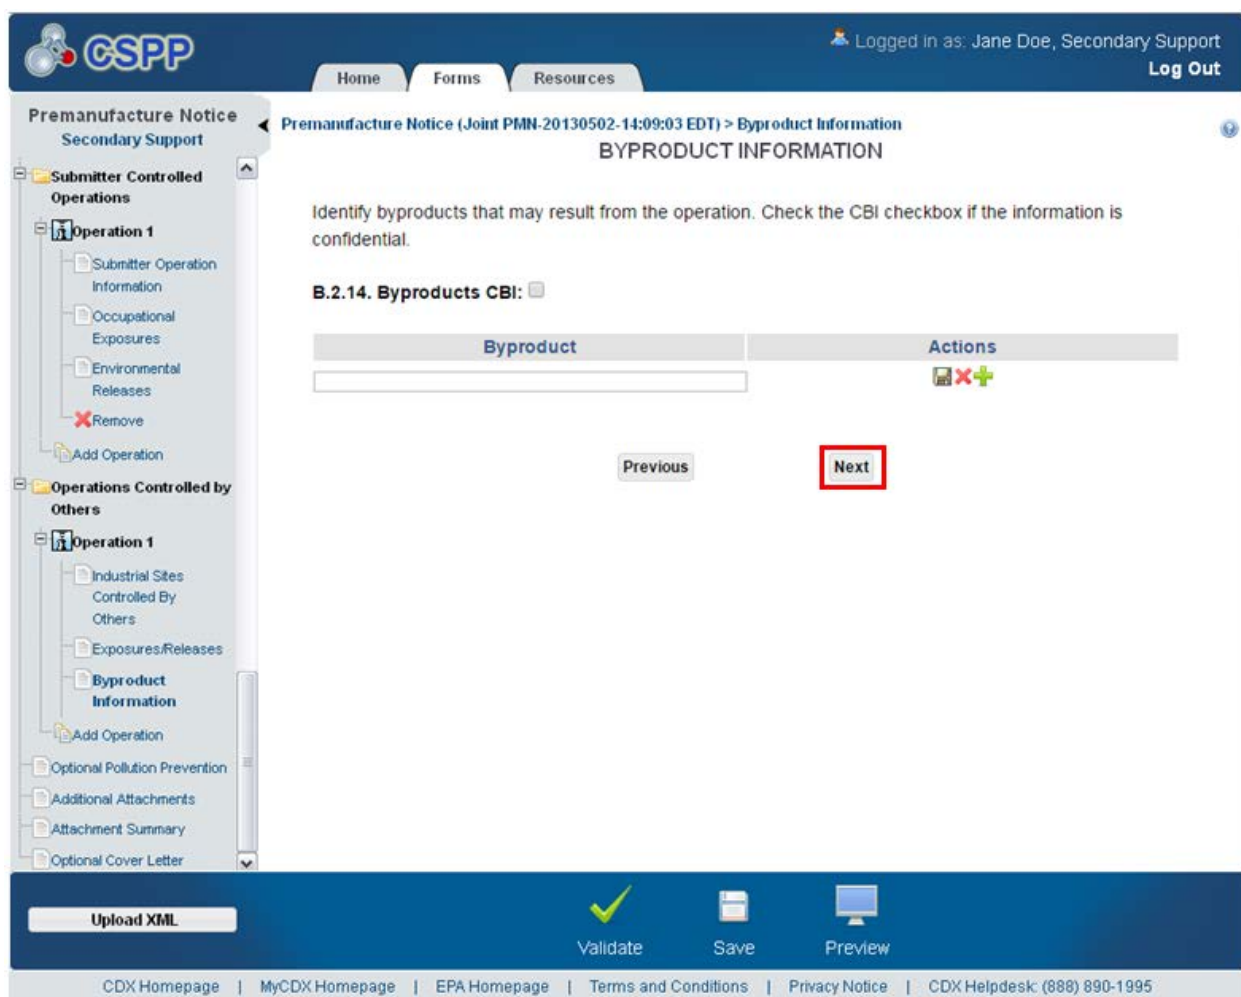 CSPP
Logged in as: Jane Doe, Secondary Support
Log Out
Home
Forms
Resources
Premanufacture Notice
Secondary Support
Submitter Controlled
Operations
Operation 1
Submitter Operation
Information
Occupational
Exposures
Environmental
Releases
Remove
Add Operation
Operations Controlled by
Others
Operation 1
Industrial Sites
Controlled By
Others
Exposures/Releases
Byproduct
Information
Add Operation
Optional Pollution Prevention
Additional Attachments
Attachment Summary
Optional Cover Letter
Premanufacture Notice (Joint PMN-20130502-14:09:03 EDT) > Byproduct Information
BYPRODUCT INFORMATION
Identify byproducts that may result from the operation. Check the CBI checkbox if the information is
confidential.
B.2.14. Byproducts CBI:
Byproduct
Actions
Previous
Next
Upload XML
Validate
Save
Preview
CDX Homepage | MyCDX Homepage | EPA Homepage | Terms and Conditions | Privacy Notice | CDX Helpdesk: (888) 890-1995